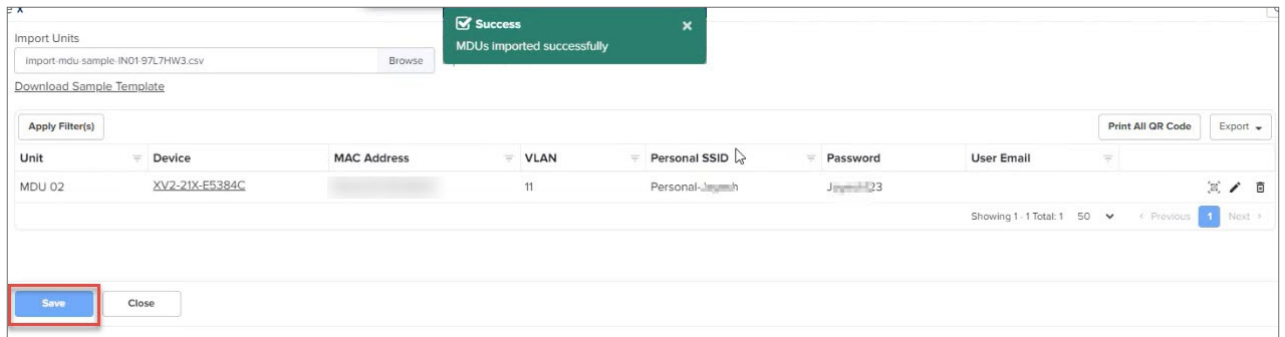 Success
MDUs imported successfully
Import Units
import-mdu-sample-IN01-97L7HW3.csv Browse
Download Sample Template
Apply Filter(s) Print All QR Code Export
Unit Device MAC Address VLAN Personal SSID Password User Email
MDU 02 XV2-21X-E5384C 11 Personal-
Showing 1 - 1 Total: 1 50 < Previous 1 Next >
Save Close